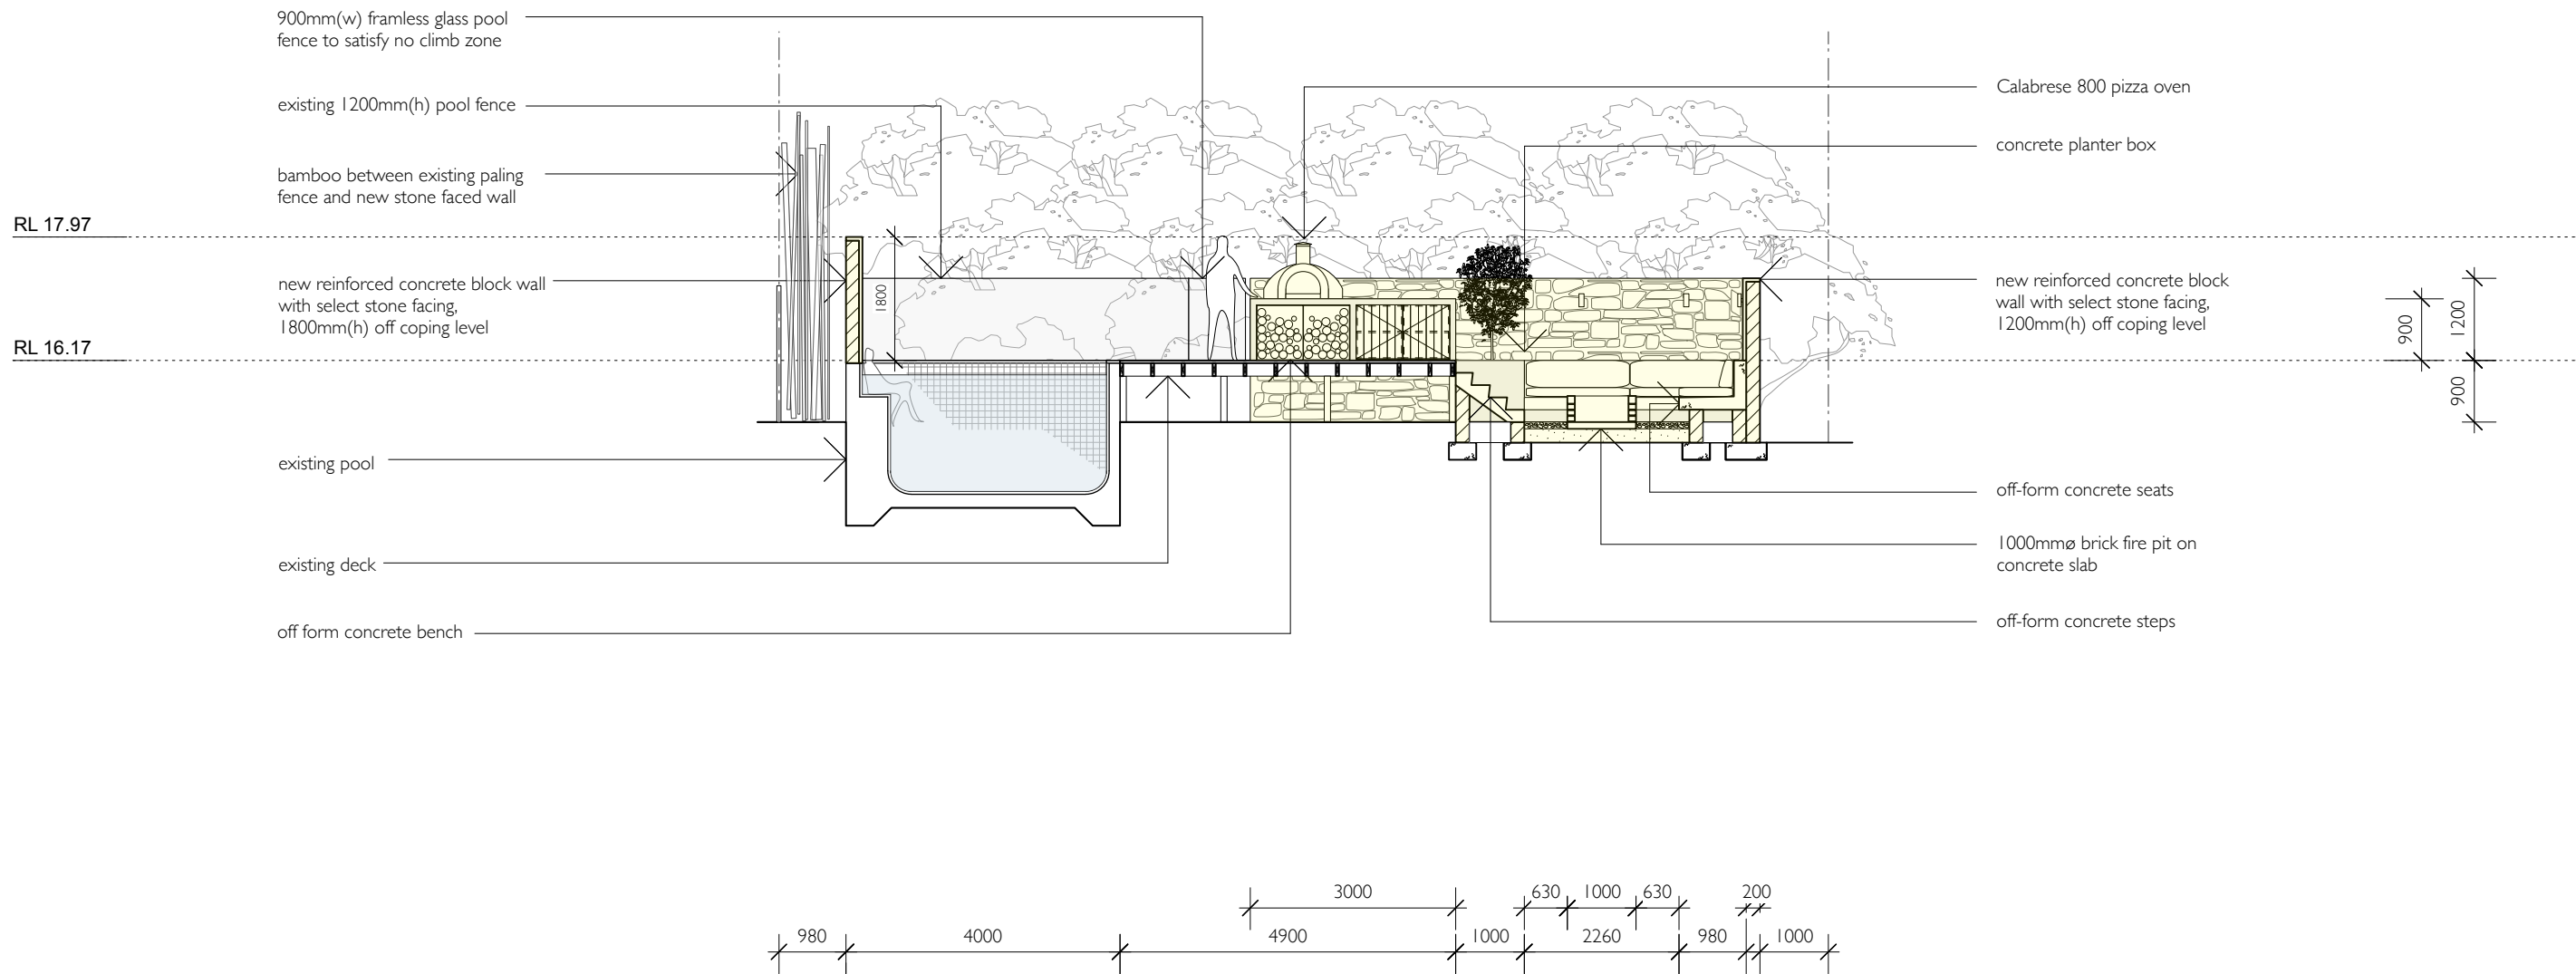 900mm(w) framless glass pool
fence to satisfy no climb zone
existing 1200mm(h) pool fence
bamboo between existing paling
fence and new stone faced wall
RL 17.97
new reinforced concrete block wall
with select stone facing,
1800mm(h) off coping level
RL 16.17
existing pool
existing deck
off form concrete bench
1800
Calabrese 800 pizza oven
concrete planter box
new reinforced concrete block
wall with select stone facing,
1200mm(h) off coping level
off-form concrete seats
1000mmø brick fire pit on
concrete slab
off-form concrete steps
900
1200
900
3000
630
1000
630
200
980
4000
4900
1000
2260
980
1000